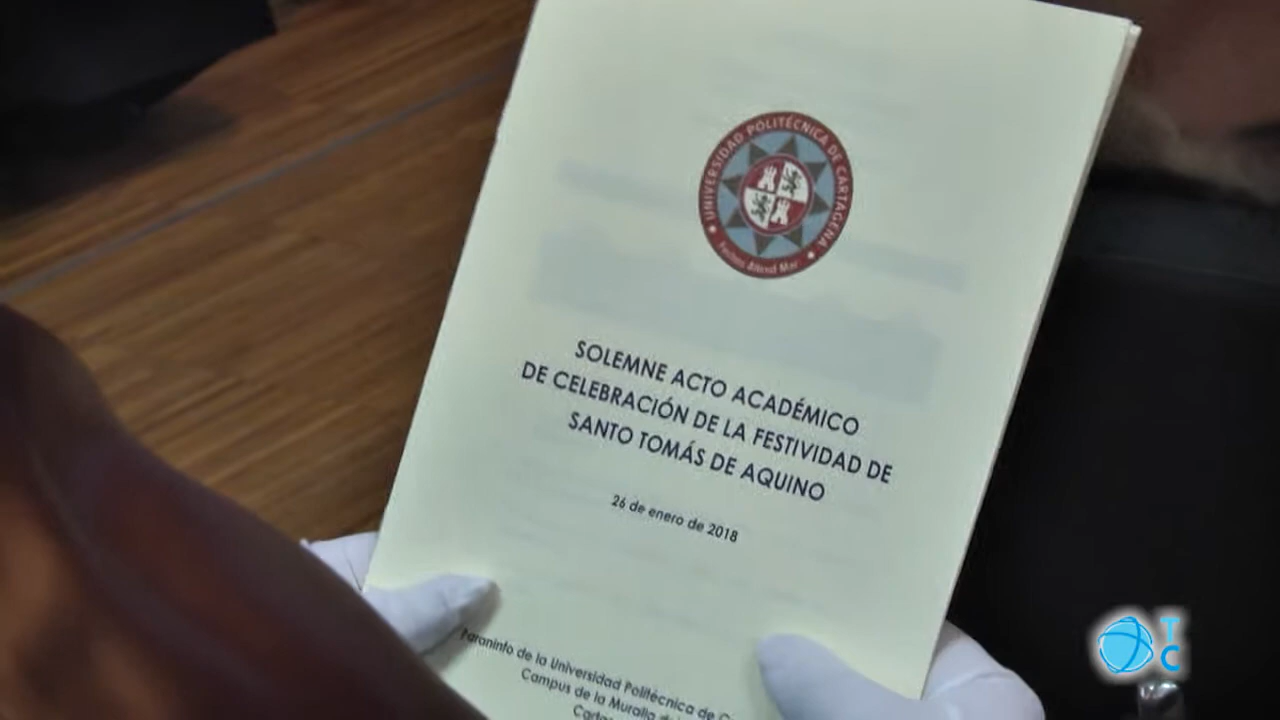 UNIVERSIDAD POLITÉCNICA DE CARTAGENA
SOLEMNE ACTO ACADÉMICO
DE CELEBRACIÓN DE LA FESTIVIDAD DE
SANTO TOMÁS DE AQUINO
26 de enero de 2018
Paraninfo de la Universidad Politécnica de
Campus de la Muralla
TC